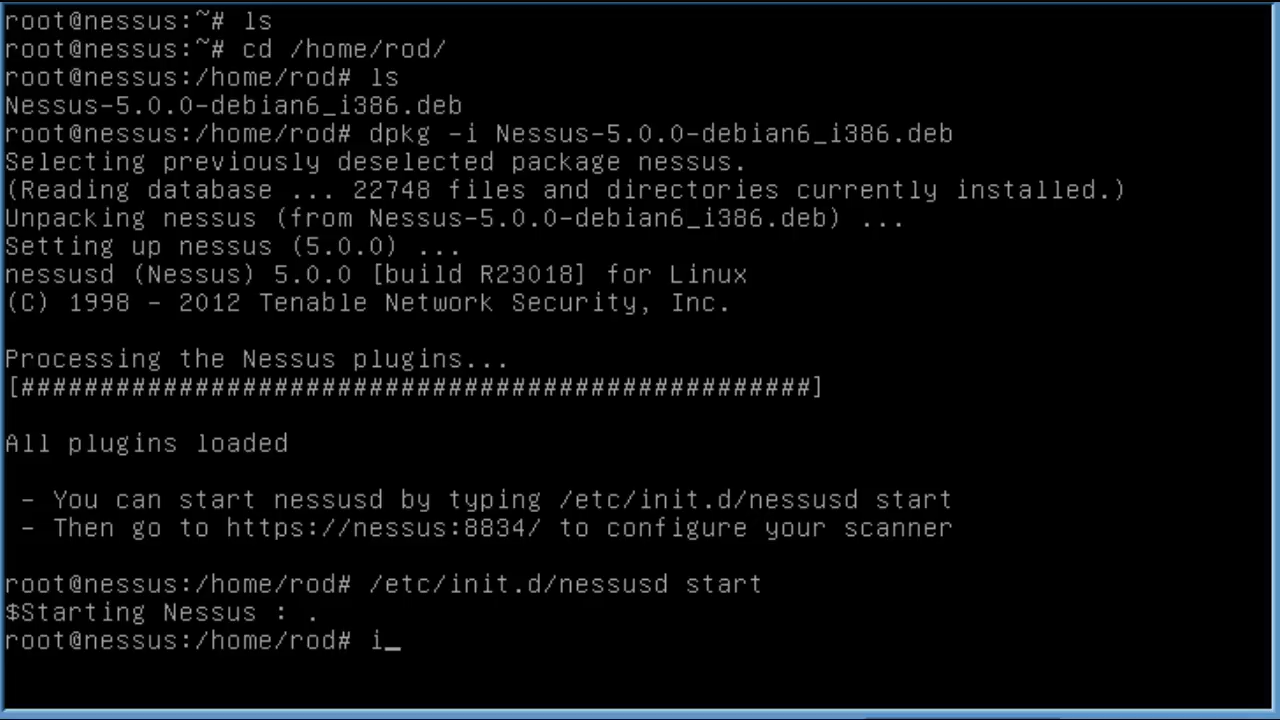 root@nessus:~# ls
root@nessus:~# cd /home/rod/
root@nessus:/home/rod# ls
Nessus-5.0.0-debian6_i386.deb
root@nessus:/home/rod# dpkg -i Nessus-5.0.0-debian6_i386.deb
Selecting previously deselected package nessus.
(Reading database ... 22748 files and directories currently installed.)
Unpacking nessus (from Nessus-5.0.0-debian6_i386.deb) ...
Setting up nessus (5.0.0) ...
nessusd (Nessus) 5.0.0 [build R23018] for Linux
(C) 1998 - 2012 Tenable Network Security, Inc.
Processing the Nessus plugins...
[##################################################]
All plugins loaded
- You can start nessusd by typing /etc/init.d/nessusd start
- Then go to https://nessus:8834/ to configure your scanner
root@nessus:/home/rod# /etc/init.d/nessusd start
$Starting Nessus : .
root@nessus:/home/rod# i_